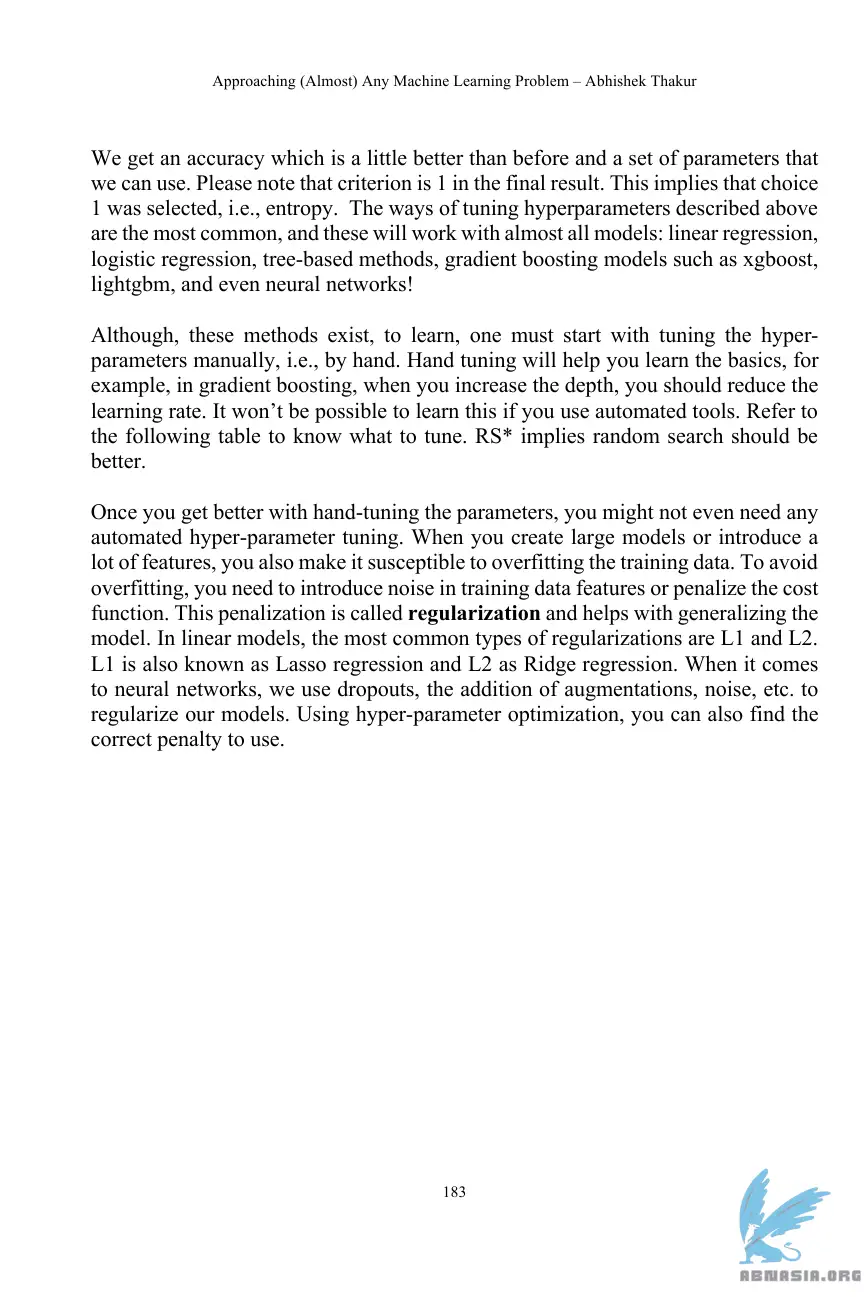 Approaching (Almost) Any Machine Learning Problem – Abhishek Thakur
We get an accuracy which is a little better than before and a set of parameters that
we can use. Please note that criterion is 1 in the final result. This implies that choice
1 was selected, i.e., entropy.  The ways of tuning hyperparameters described above
are the most common, and these will work with almost all models: linear regression,
logistic regression, tree-based methods, gradient boosting models such as xgboost,
lightgbm, and even neural networks!
Although, these methods exist, to learn, one must start with tuning the hyper-
parameters manually, i.e., by hand. Hand tuning will help you learn the basics, for
example, in gradient boosting, when you increase the depth, you should reduce the
learning rate. It won’t be possible to learn this if you use automated tools. Refer to
the following table to know what to tune. RS* implies random search should be
better.
Once you get better with hand-tuning the parameters, you might not even need any
automated hyper-parameter tuning. When you create large models or introduce a
lot of features, you also make it susceptible to overfitting the training data. To avoid
overfitting, you need to introduce noise in training data features or penalize the cost
function. This penalization is called regularization and helps with generalizing the
model. In linear models, the most common types of regularizations are L1 and L2.
L1 is also known as Lasso regression and L2 as Ridge regression. When it comes
to neural networks, we use dropouts, the addition of augmentations, noise, etc. to
regularize our models. Using hyper-parameter optimization, you can also find the
correct penalty to use.
183
ABNASIA.ORG